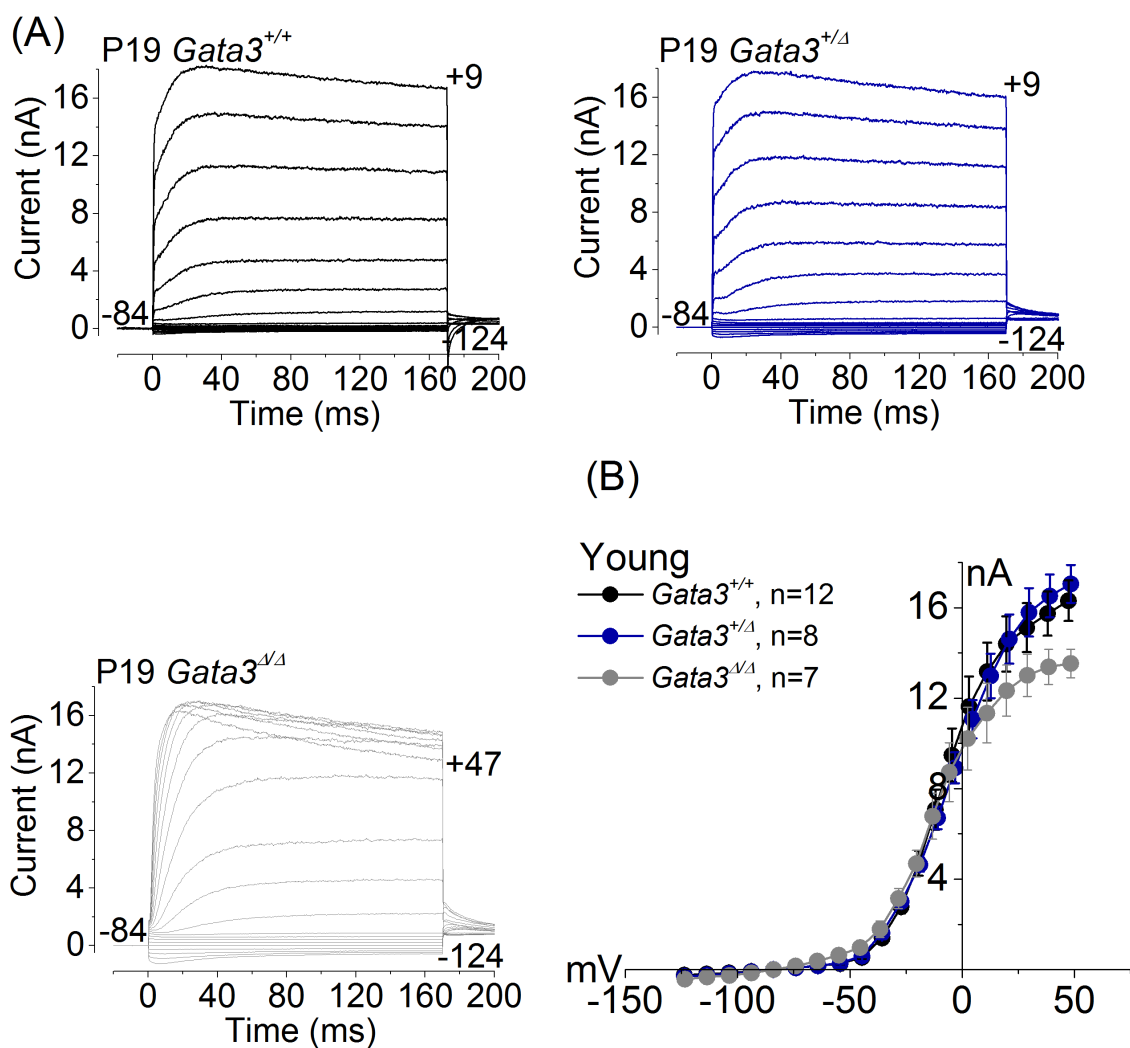 (A)
P19 Gata3+/+
16
12
8
4
0
Current (nA)
+9
-84
-124
0 40 80 120 160 200
Time (ms)
P19 Gata3+/Δ
16
12
8
4
0
Current (nA)
+9
-84
-124
0 40 80 120 160 200
Time (ms)
P19 Gata3Δ/Δ
16
12
8
4
0
Current (nA)
+47
-84
-124
0 40 80 120 160 200
Time (ms)
(B)
Young
Gata3+/+, n=12
Gata3+/Δ, n=8
Gata3Δ/Δ, n=7
nA
16
12
8
4
mV
-150 -100 -50 0 50